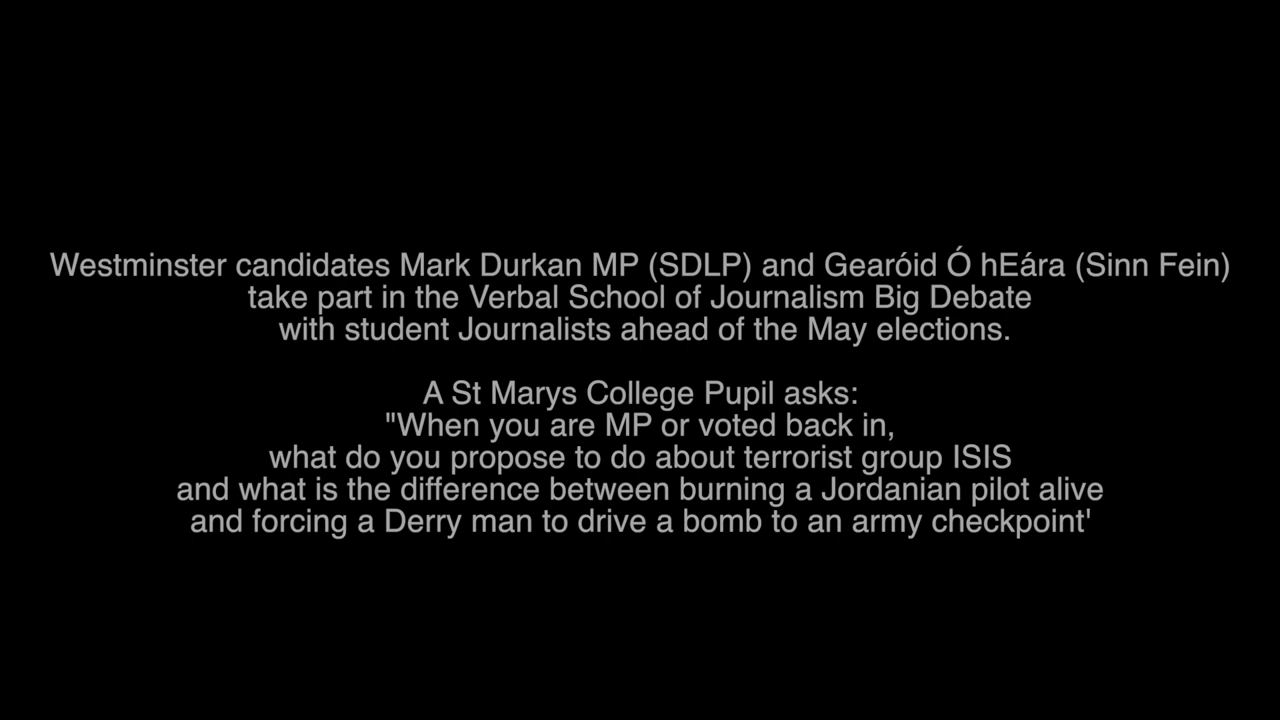 Westminster candidates Mark Durkan MP (SDLP) and Gearóid Ó hEára (Sinn Fein)
take part in the Verbal School of Journalism Big Debate
with student Journalists ahead of the May elections.
A St Marys College Pupil asks:
"When you are MP or voted back in,
what do you propose to do about terrorist group ISIS
and what is the difference between burning a Jordanian pilot alive
and forcing a Derry man to drive a bomb to an army checkpoint'